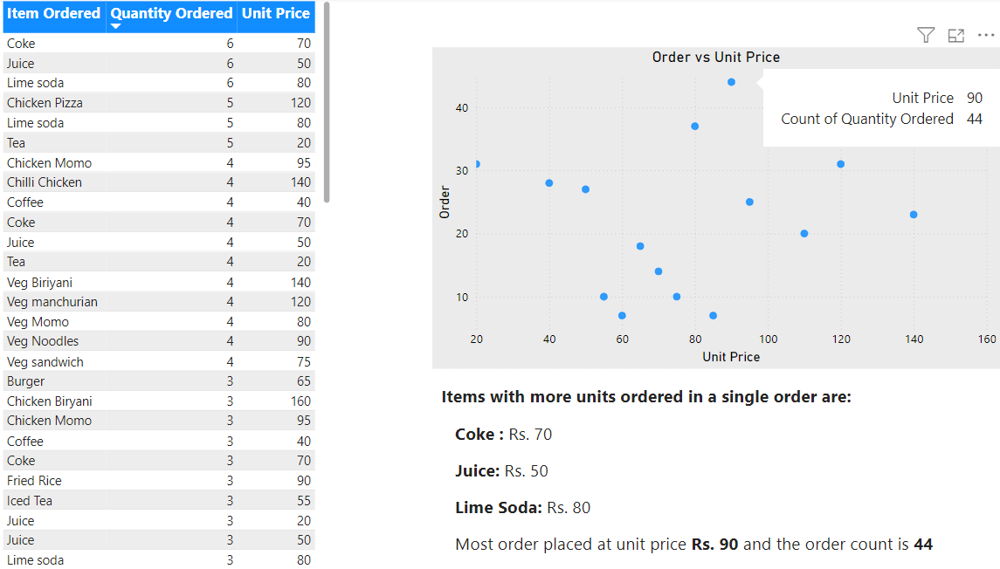 Item Ordered Quantity Ordered Unit Price
Coke 6 70
Juice 6 50
Lime soda 6 80
Chicken Pizza 5 120
Lime soda 5 80
Tea 5 20
Chicken Momo 4 95
Chilli Chicken 4 140
Coffee 4 40
Coke 4 70
Juice 4 50
Tea 4 20
Veg Biriyani 4 140
Veg manchurian 4 120
Veg Momo 4 80
Veg Noodles 4 90
Veg sandwich 4 75
Burger 3 65
Chicken Biryani 3 160
Chicken Momo 3 95
Coffee 3 40
Coke 3 70
Fried Rice 3 90
Iced Tea 3 55
Juice 3 20
Juice 3 50
Lime soda 3 80
Order vs Unit Price
Unit Price 90
Count of Quantity Ordered 44
40
30
20
10
Order
20 40 60 80 100 120 140 160
Unit Price
Items with more units ordered in a single order are:
Coke : Rs. 70
Juice: Rs. 50
Lime Soda: Rs. 80
Most order placed at unit price Rs. 90 and the order count is 44